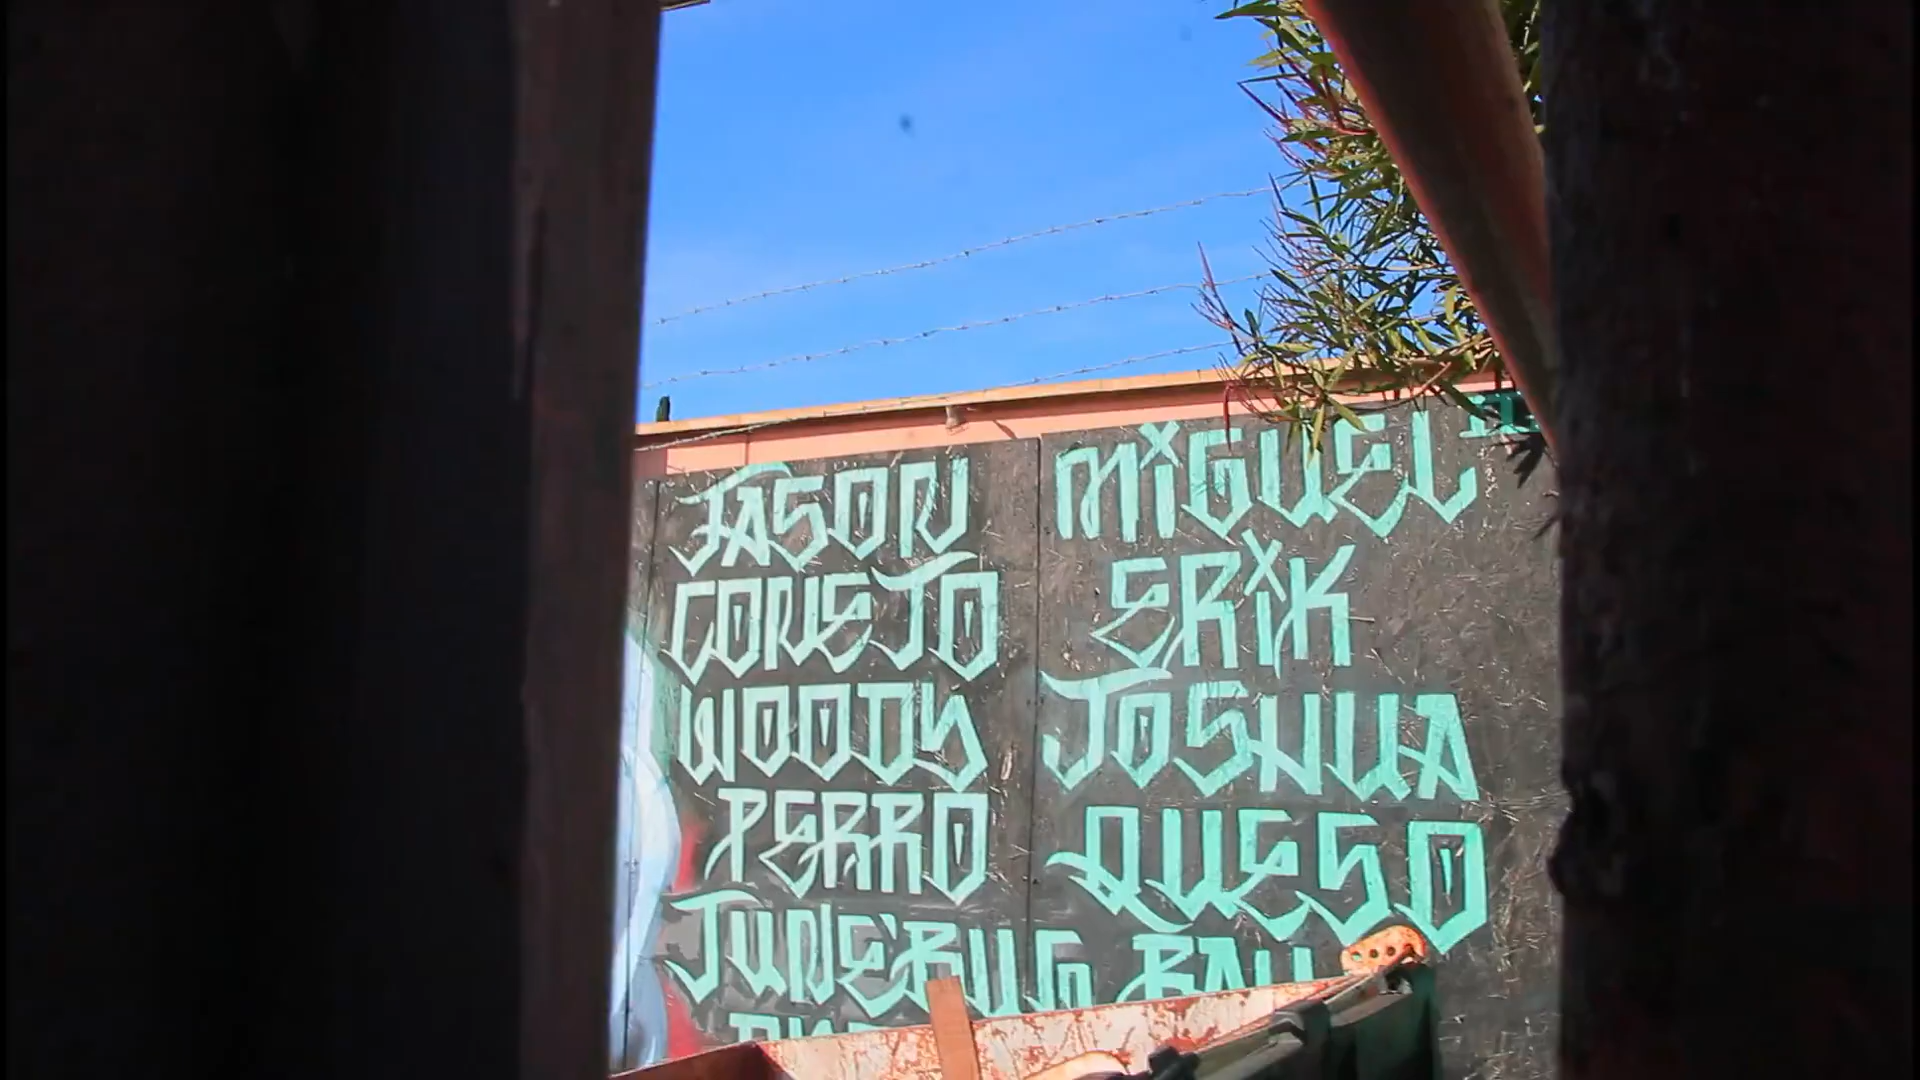 JASON
CONEJO
WOODY
PERRO
JUNE'BUG
MiGUEL
ERiK
JOSHUA
QUESO